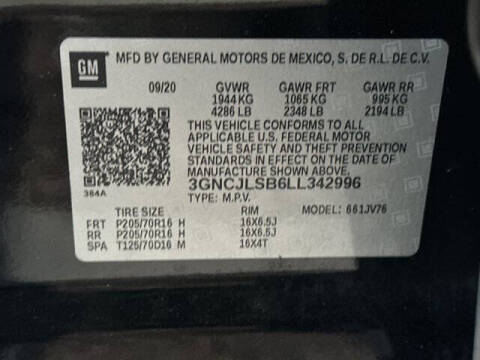 GM
MFD BY GENERAL MOTORS DE MEXICO, S. DE R.L. DE C.V.
09/20 GVWR GAWR FRT GAWR RR
1944 KG 1065 KG 995 KG
4286 LB 2348 LB 2194 LB
THIS VEHICLE CONFORMS TO ALL
APPLICABLE U.S. FEDERAL MOTOR
VEHICLE SAFETY AND THEFT PREVENTION
STANDARDS IN EFFECT ON THE DATE OF
MANUFACTURE SHOWN ABOVE.
384A 3GNCJLSB6LL342996
TYPE: M.P.V.
TIRE SIZE RIM MODEL: 661JV76
FRT P205/70R16 H 16X6.5J
RR P205/70R16 H 16X6.5J
SPA T125/70D16 M 16X4T